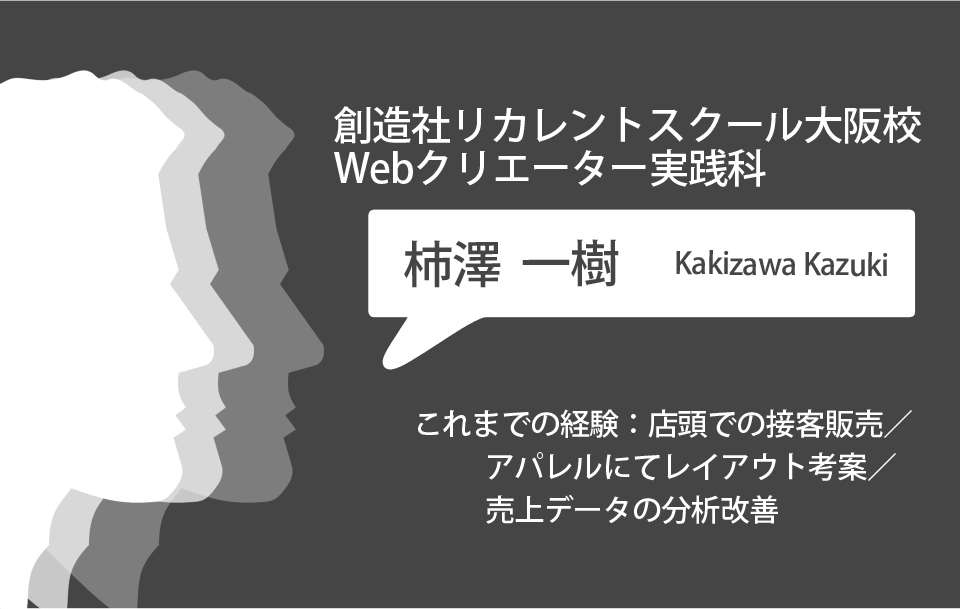 創造社リカレントスクール大阪校
Webクリエーター実践科
柿澤 一樹 Kakizawa Kazuki
これまでの経験：店頭での接客販売／
アパレルにてレイアウト考案／
売上データの分析改善